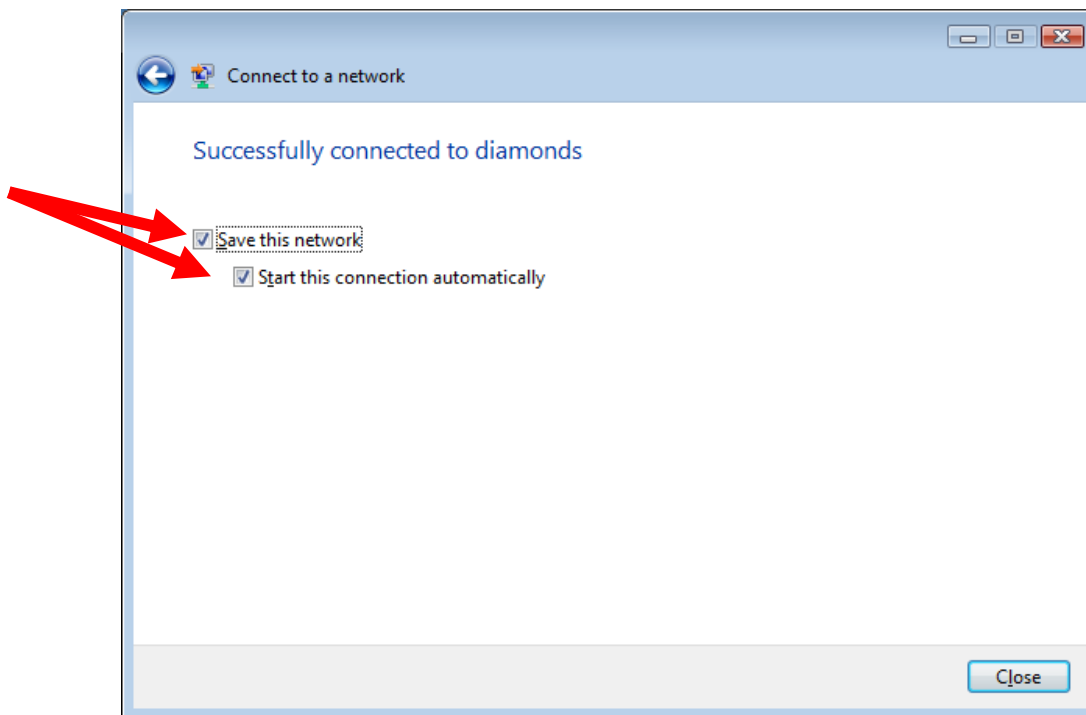 Connect to a network
Successfully connected to diamonds
Save this network
Start this connection automatically
Close